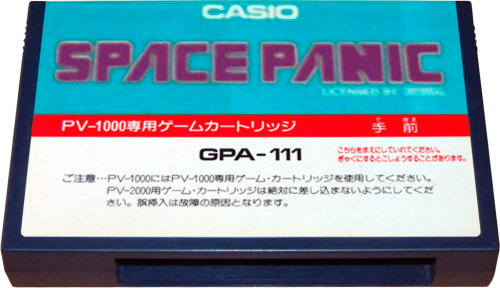 CASIO
SPACE PANIC
LICENSED BY UNIVERSAL
PV-1000専用ゲームカートリッジ
て まえ
手 前
GPA-111
こちらをまえにしていれてください。
ぎゃくにするとこしょうすることがあります。
ご注意…PV-1000にはPV-1000専用ゲーム・カートリッジを使用してください。
PV-2000用ゲーム・カートリッジは絶対に差し込まないようにしてくだ
さい。誤挿入は故障の原因となります。